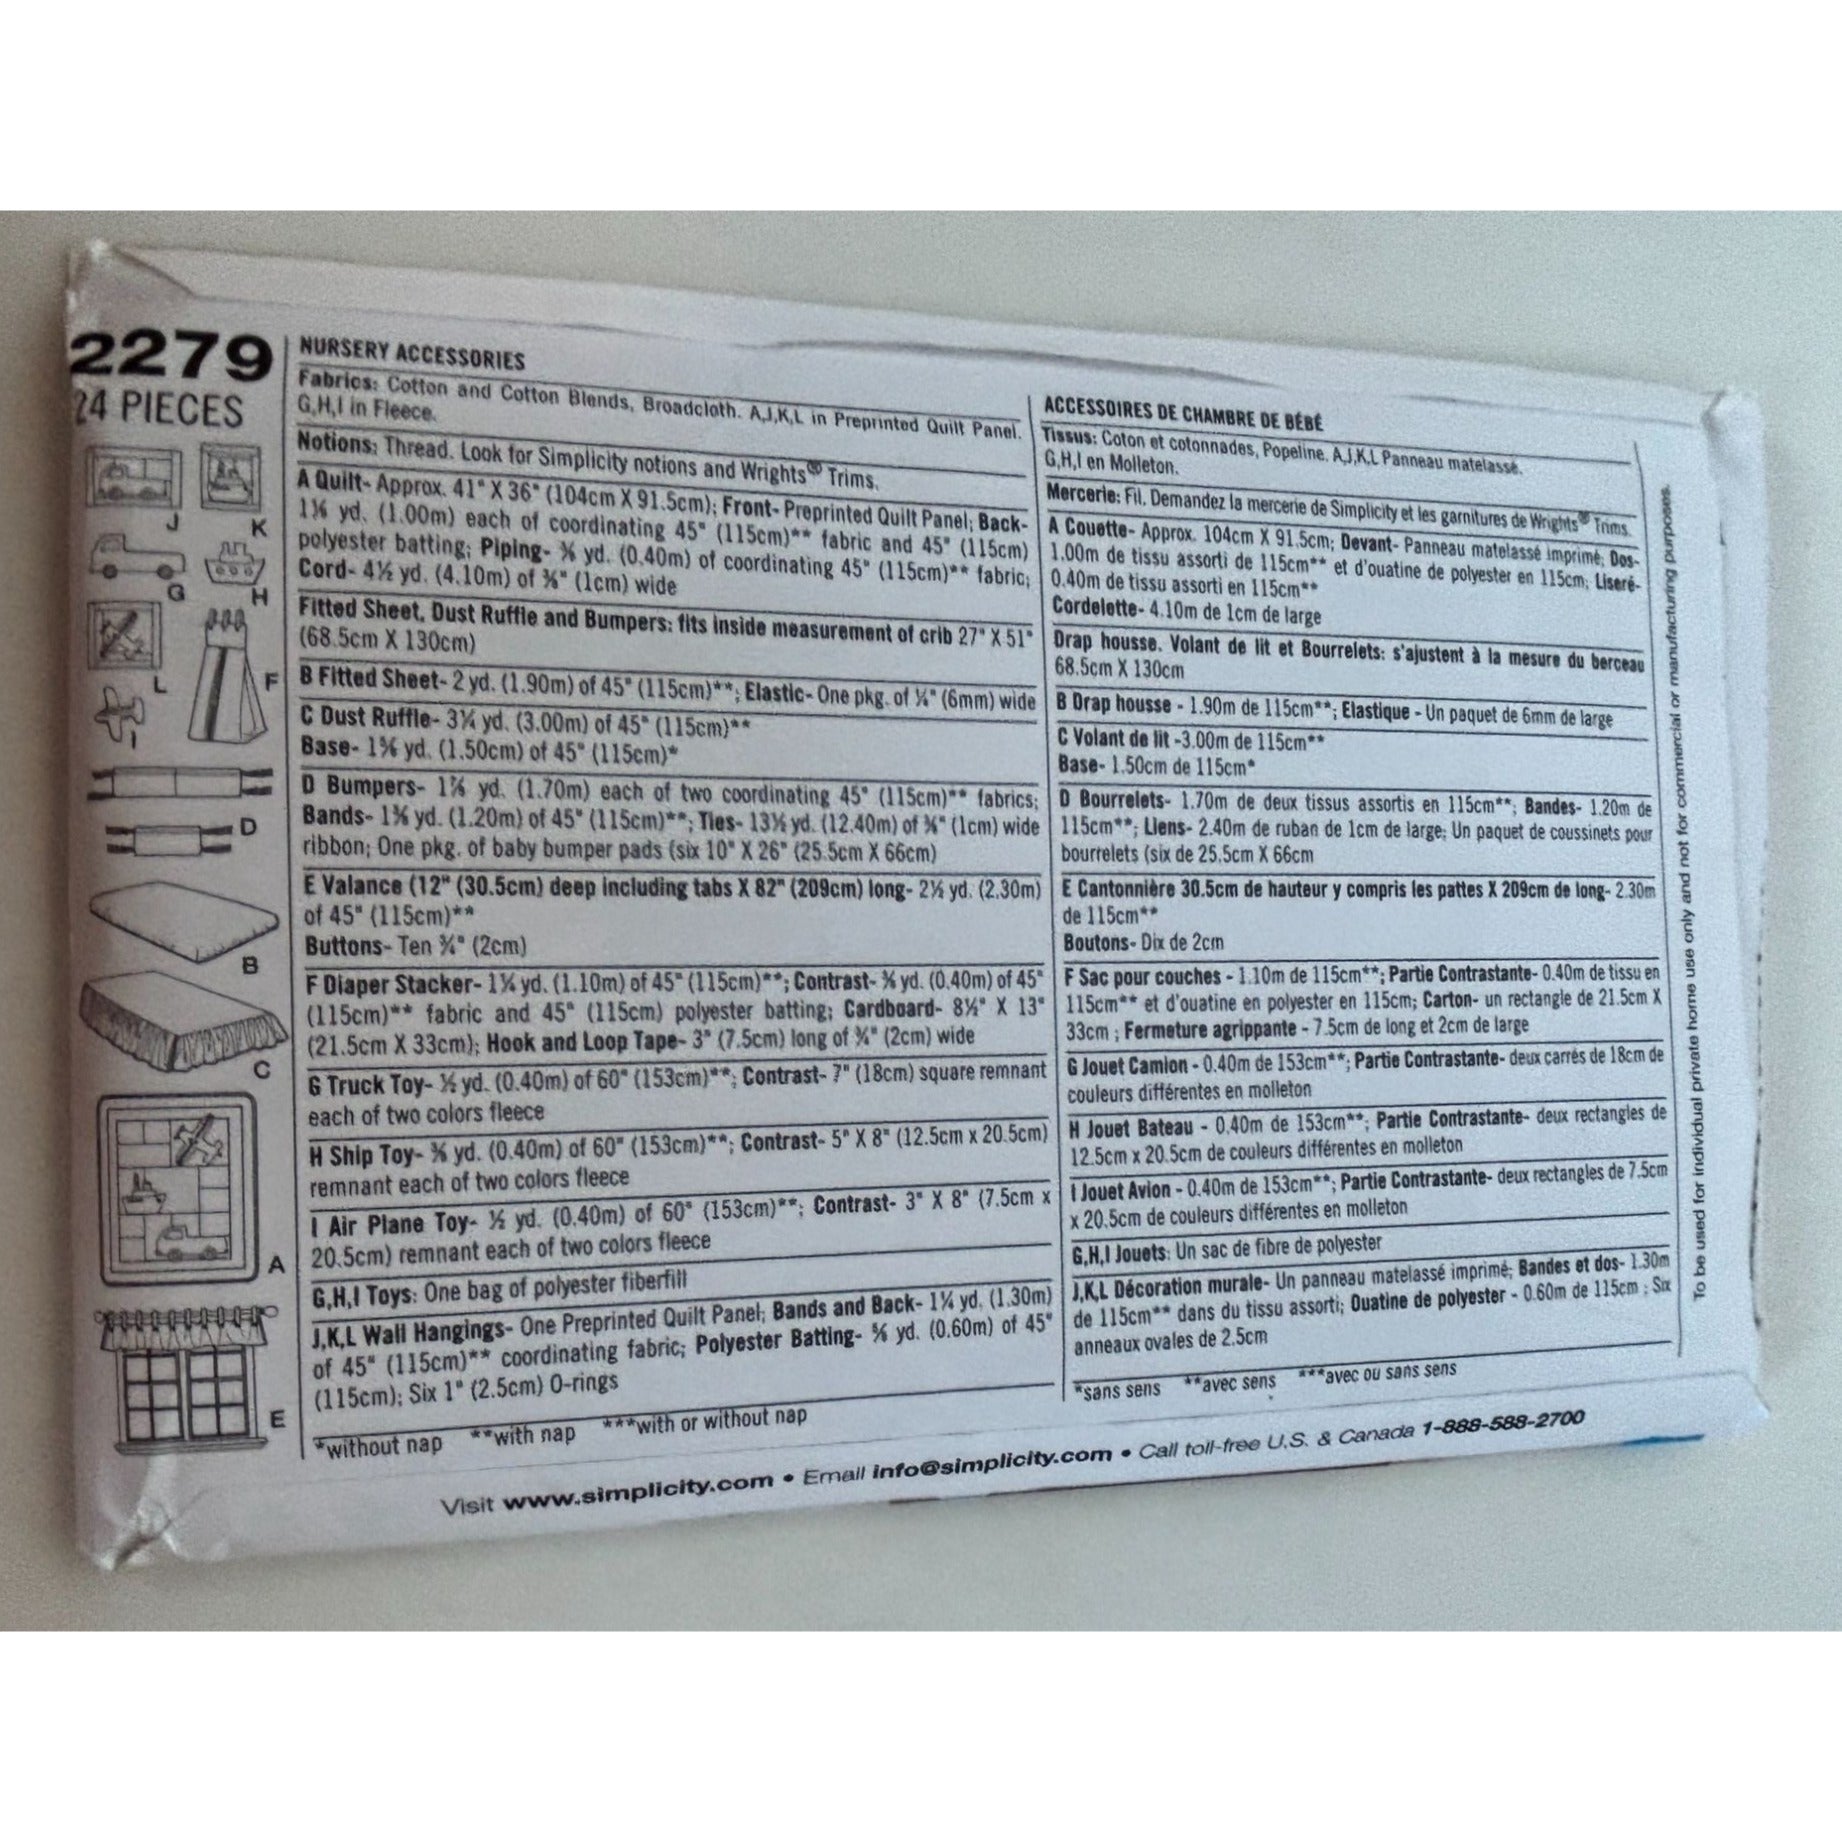 2279
24 PIECES
J
K
G
H
L
F
I
D
B
C
A
E
NURSERY ACCESSORIES
Fabrics: Cotton and Cotton Blends, Broadcloth. A,J,K,L in Preprinted Quilt Panel.
G,H,I in Fleece.
Notions: Thread. Look for Simplicity notions and Wrights® Trims.
A Quilt- Approx. 41" X 36" (104cm X 91.5cm); Front- Preprinted Quilt Panel; Back-
yd. (1.00m) each of coordinating 45" (115cm)** fabric and 45" (115cm)
polyester batting; Piping- yd. (0.40m) of coordinating 45" (115cm)** fabric;
Cord- 4½ yd. (4.10m) of ⅜" (1cm) wide
Fitted Sheet, Dust Ruffle and Bumpers: fits inside measurement of crib 27" X 51"
(68.5cm X 130cm)
B Fitted Sheet- 2 yd. (1.90m) of 45" (115cm)**; Elastic- One pkg. of ¼" (6mm) wide
C Dust Ruffle- 3¼ yd. (3.00m) of 45" (115cm)**
Base- 1⅝ yd. (1.50cm) of 45" (115cm)*
D Bumpers- 1⅞ yd. (1.70m) each of two coordinating 45" (115cm)** fabrics;
Bands- 1⅜ yd. (1.20m) of 45" (115cm)**; Ties- 13½ yd. (12.40m) of ⅜" (1cm) wide
ribbon; One pkg. of baby bumper pads (six 10" X 26" (25.5cm X 66cm)
E Valance (12" (30.5cm) deep including tabs X 82" (209cm) long- 2½ yd. (2.30m)
of 45" (115cm)**
Buttons- Ten ¾" (2cm)
F Diaper Stacker- 1¼ yd. (1.10m) of 45" (115cm)**; Contrast- ⅜ yd. (0.40m) of 45"
(115cm)** fabric and 45" (115cm) polyester batting; Cardboard- 8½" X 13"
(21.5cm X 33cm); Hook and Loop Tape- 3" (7.5cm) long of ¾" (2cm) wide
G Truck Toy- yd. (0.40m) of 60" (153cm)**; Contrast- 7" (18cm) square remnant
each of two colors fleece
H Ship Toy- ⅜ yd. (0.40m) of 60" (153cm)**; Contrast- 5" X 8" (12.5cm x 20.5cm)
remnant each of two colors fleece
I Air Plane Toy- yd. (0.40m) of 60" (153cm)**; Contrast- 3" X 8" (7.5cm x
20.5cm) remnant each of two colors fleece
G,H,I Toys: One bag of polyester fiberfill
J,K,L Wall Hangings- One Preprinted Quilt Panel; Bands and Back- yd. (1.30m)
of 45" (115cm)** coordinating fabric; Polyester Batting- ⅝ yd. (0.60m) of 45"
(115cm); Six 1" (2.5cm) O-rings
*without nap **with nap ***with or without nap
ACCESSOIRES DE CHAMBRE DE BÉBÉ
Tissus: Coton et cotonnades, Popeline. A,J,K,L Panneau matelassé.
G,H,I en Molleton.
Mercerie: Fil. Demandez la mercerie de Simplicity et les garnitures de Wrights® Trims.
A Couette- Approx. 104cm X 91.5cm; Devant- Panneau matelassé imprimé; Dos-
1.00m de tissu assorti de 115cm** et d'ouatine de polyester en 115cm; Liseré-
0.40m de tissu assorti en 115cm**
Cordelette- 4.10m de 1cm de large
Drap housse. Volant de lit et Bourrelets: s'ajustent à la mesure du berceau
68.5cm X 130cm
B Drap housse - 1.90m de 115cm**; Elastique - Un paquet de 6mm de large
C Volant de lit -3.00m de 115cm**
Base- 1.50cm de 115cm*
D Bourrelets- 1.70m de deux tissus assortis en 115cm**; Bandes- 1.20m de
115cm**; Liens- 2.40m de ruban de 1cm de large; Un paquet de coussinets pour
bourrelets (six de 25.5cm X 66cm
E Cantonnière 30.5cm de hauteur y compris les pattes X 209cm de long- 2.30m
de 115cm**
Boutons- Dix de 2cm
F Sac pour couches - 1.10m de 115cm**; Partie Contrastante- 0.40m de tissu en
115cm** et d'ouatine en polyester en 115cm; Carton- un rectangle de 21.5cm X
33cm ; Fermeture agrippante - 7.5cm de long et 2cm de large
G Jouet Camion - 0.40m de 153cm**; Partie Contrastante- deux carrés de 18cm de
couleurs différentes en molleton
H Jouet Bateau - 0.40m de 153cm**; Partie Contrastante- deux rectangles de
12.5cm x 20.5cm de couleurs différentes en molleton
I Jouet Avion - 0.40m de 153cm**; Partie Contrastante- deux rectangles de 7.5cm
x 20.5cm de couleurs différentes en molleton
G,H,I Jouets: Un sac de fibre de polyester
J,K,L Décoration murale- Un panneau matelassé imprimé; Bandes et dos- 1.30m
de 115cm** dans du tissu assorti; Ouatine de polyester - 0.60m de 115cm ; Six
anneaux ovales de 2.5cm
*sans sens **avec sens ***avec ou sans sens
To be used for individual private home use only and not for commercial or manufacturing purposes.
Visit www.simplicity.com • Email info@simplicity.com • Call toll-free U.S. & Canada 1-888-588-2700